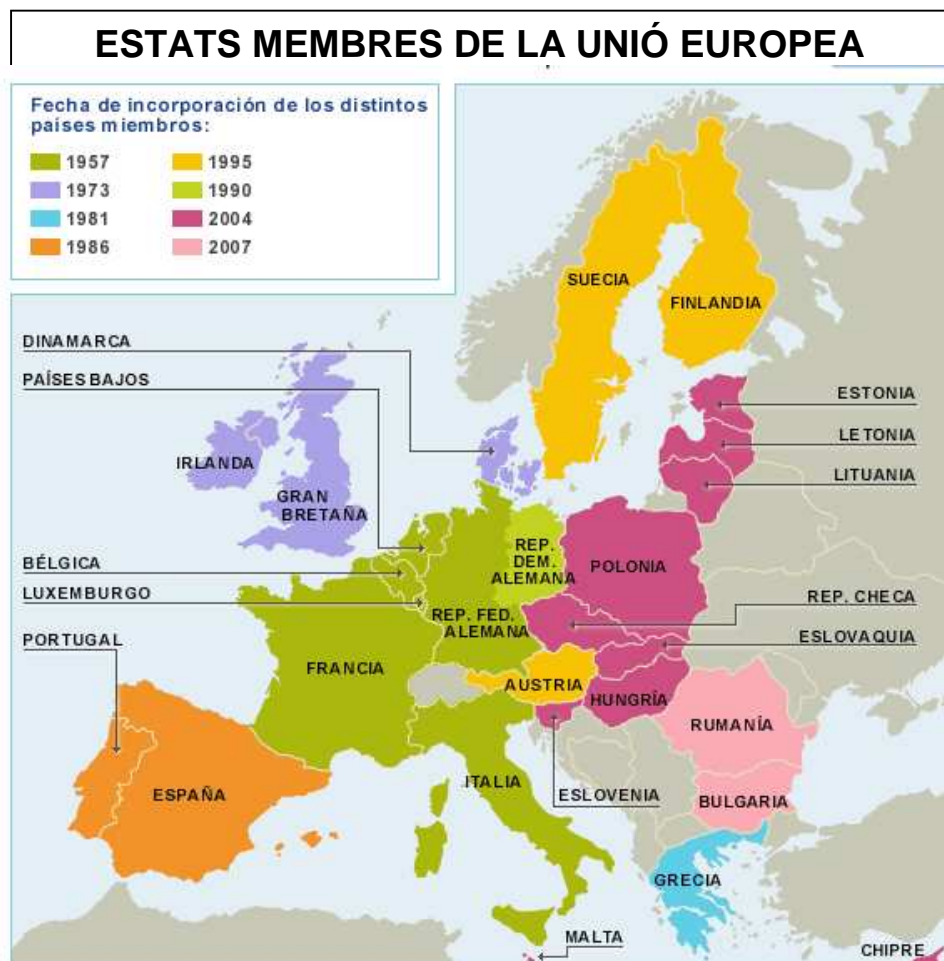 ESTATS MEMBRES DE LA UNIÓ EUROPEA
Fecha de incorporación de los distintos
países miembros:
1957
1995
1973
1990
1981
2004
1986
2007
SUECIA
FINLANDIA
DINAMARCA
PAÍSES BAJOS
ESTONIA
LETONIA
LITUANIA
IRLANDA
GRAN
BRETAÑA
REP.
DEM.
ALEMANA
POLONIA
BÉLGICA
LUXEMBURGO
REP. CHECA
REP. FED.
ALEMANA
PORTUGAL
ESLOVAQUIA
FRANCIA
AUSTRIA
HUNGRÍA
RUMANÍA
ESPAÑA
ITALIA
ESLOVENIA
BULGARIA
GRECIA
MALTA
CHIPRE